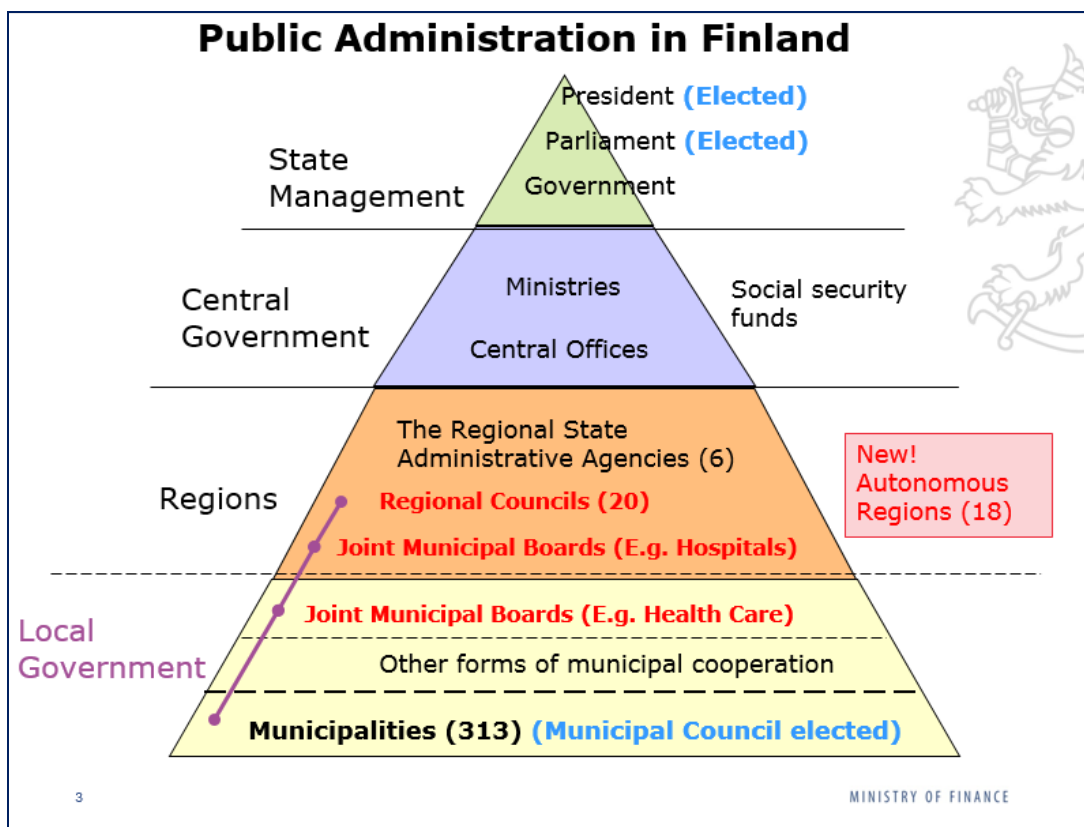 Public Administration in Finland
President (Elected)
Parliament (Elected)
Government
State
Management
Ministries
Central Offices
Central
Government
Social security
funds
The Regional State
Administrative Agencies (6)
Regional Councils (20)
Joint Municipal Boards (E.g. Hospitals)
Regions
New!
Autonomous
Regions (18)
Joint Municipal Boards (E.g. Health Care)
Local
Government
Other forms of municipal cooperation
Municipalities (313) (Municipal Council elected)
3
MINISTRY OF FINANCE